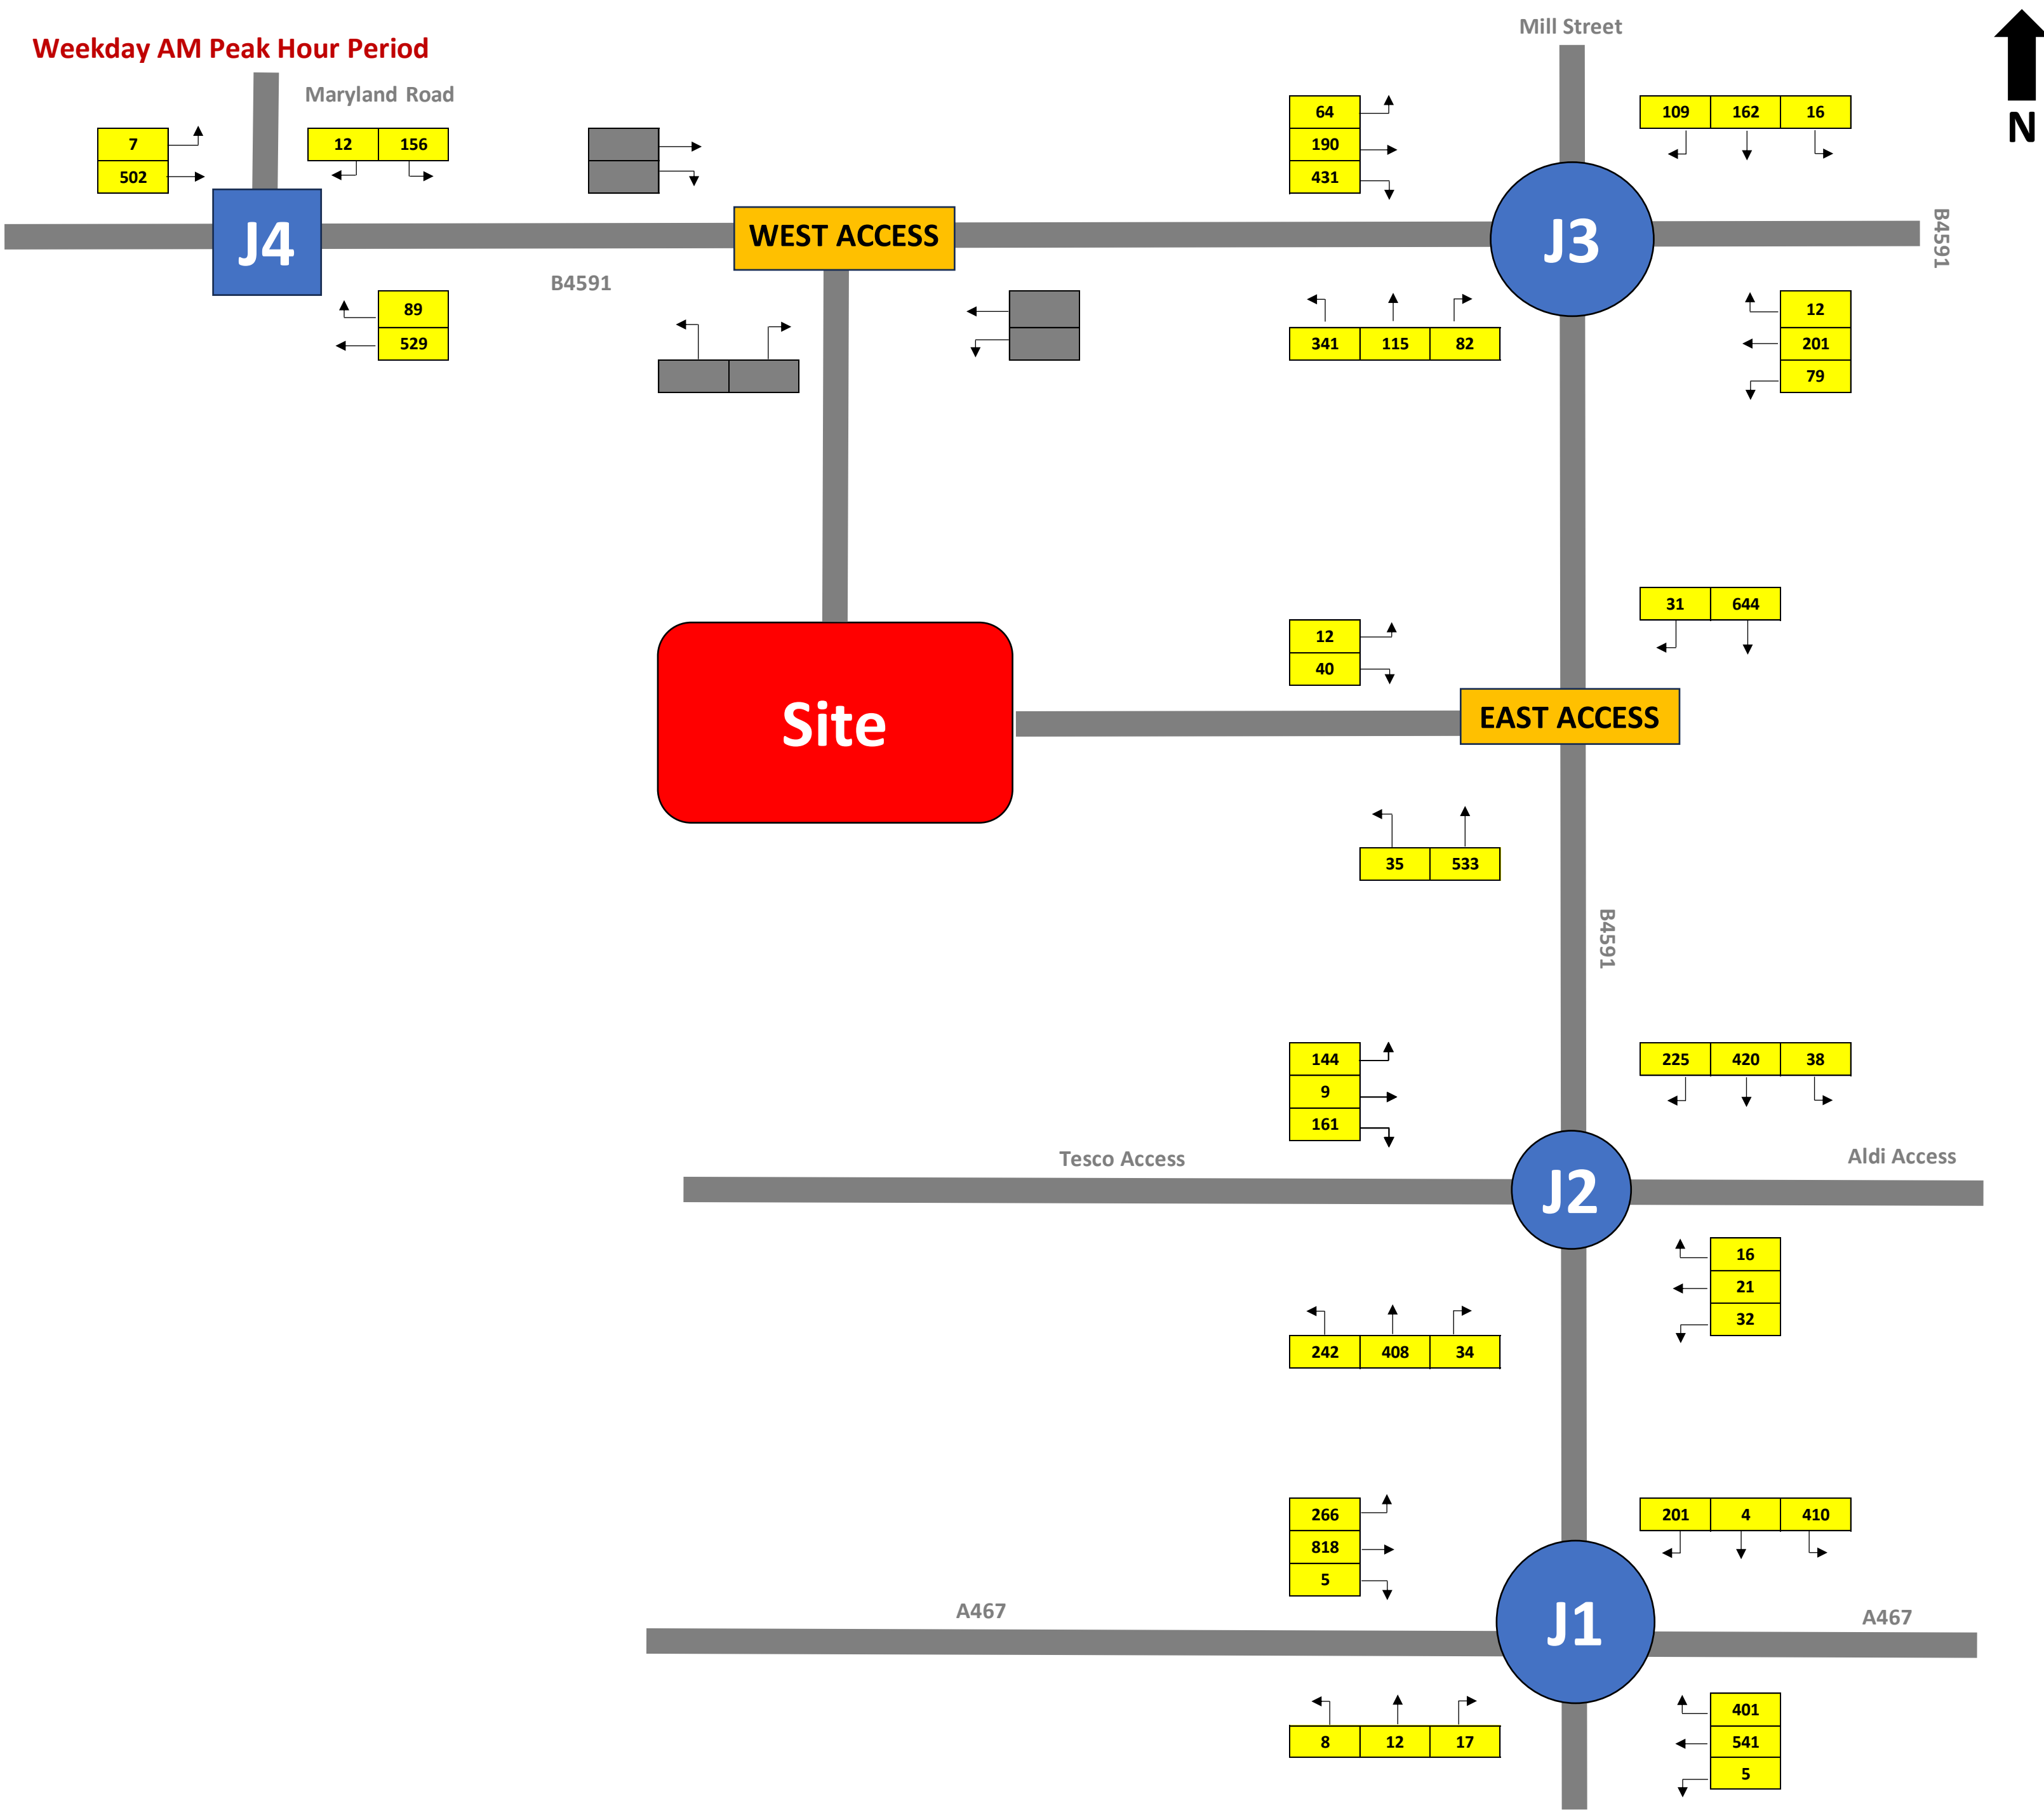 Mill Street
Weekday AM Peak Hour Period
Maryland Road
N
7
502
12 156
64
190
431
109 162 16
J4
WEST ACCESS
J3
B4591
B4591
89
529
341 115 82
12
201
79
31 644
12
40
Site
EAST ACCESS
35 533
B4591
144
9
161
225 420 38
Tesco Access
Aldi Access
J2
16
21
32
242 408 34
266
818
5
201 4 410
A467
A467
J1
8 12 17
401
541
5